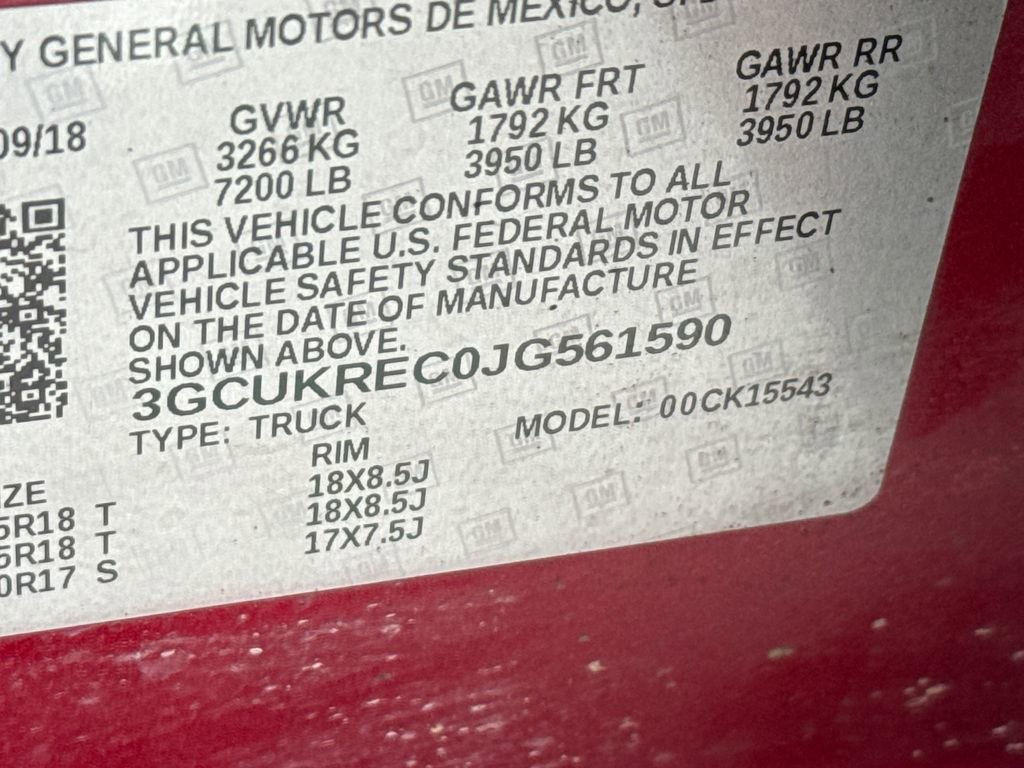 Y GENERAL MOTORS DE MEXICO,
09/18
GVWR
3266 KG
7200 LB
GAWR FRT
1792 KG
3950 LB
GAWR RR
1792 KG
3950 LB
THIS VEHICLE CONFORMS TO ALL
APPLICABLE U.S. FEDERAL MOTOR
VEHICLE SAFETY STANDARDS IN EFFECT
ON THE DATE OF MANUFACTURE
SHOWN ABOVE.
3GCUKREC0JG561590
TYPE: TRUCK
MODEL: 00CK15543
ZE
RIM
5R18 T
18X8.5J
5R18 T
18X8.5J
0R17 S
17X7.5J